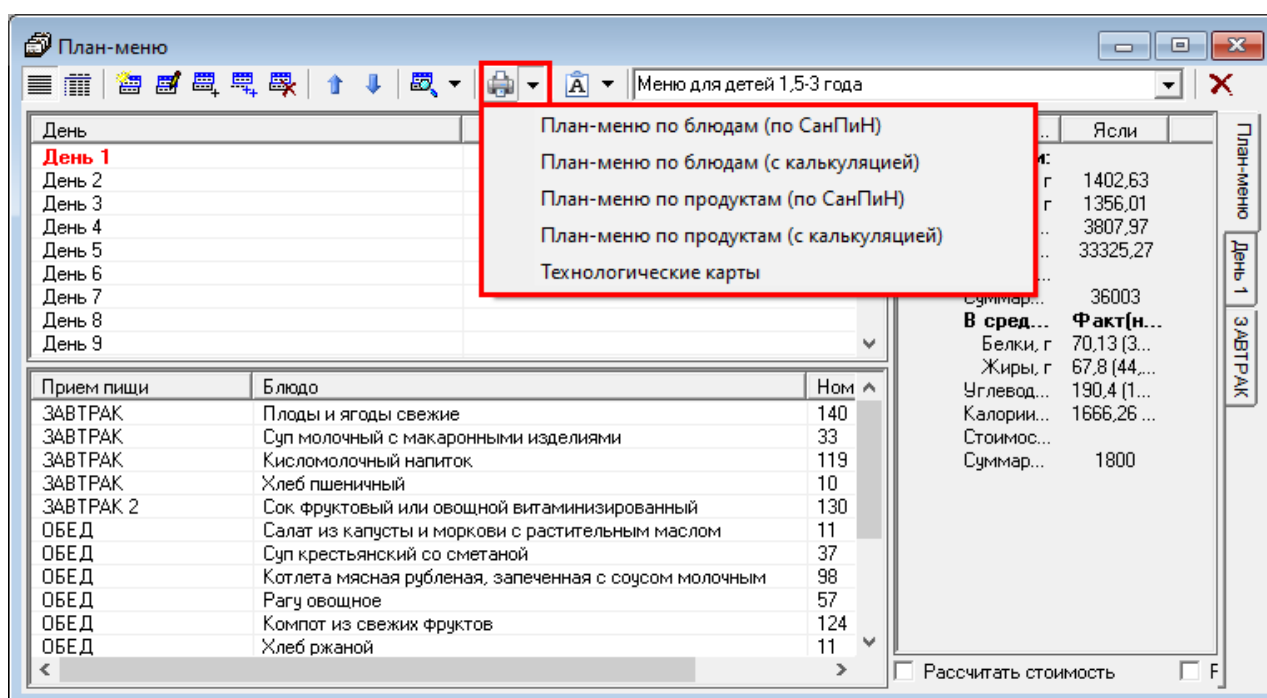 План-меню
Меню для детей 1,5-3 года
План-меню по блюдам (по СанПиН)
План-меню по блюдам (с калькуляцией)
План-меню по продуктам (по СанПиН)
План-меню по продуктам (с калькуляцией)
Технологические карты
День
День 1
День 2
День 3
День 4
День 5
День 6
День 7
День 8
День 9
.. Ясли
и:
г 1402,63
г 1356,01
.. 3807,97
.. 33325,27
...
Суммар... 36003
В сред... Факт(н...
Белки, г 70,13 (3...
Жиры, г 67,8 (44,...
Углевод... 190,4 (1...
Калории... 1666,26 ...
Стоимос...
Суммар... 1800
План-меню
День 1
ЗАВТРАК
Прием пищи Блюдо Ном
ЗАВТРАК Плоды и ягоды свежие 140
ЗАВТРАК Суп молочный с макаронными изделиями 33
ЗАВТРАК Кисломолочный напиток 119
ЗАВТРАК Хлеб пшеничный 10
ЗАВТРАК 2 Сок фруктовый или овощной витаминизированный 130
ОБЕД Салат из капусты и моркови с растительным маслом 11
ОБЕД Суп крестьянский со сметаной 37
ОБЕД Котлета мясная рубленая, запеченная с соусом молочным 98
ОБЕД Рагу овощное 57
ОБЕД Компот из свежих фруктов 124
ОБЕД Хлеб ржаной 11
Рассчитать стоимость